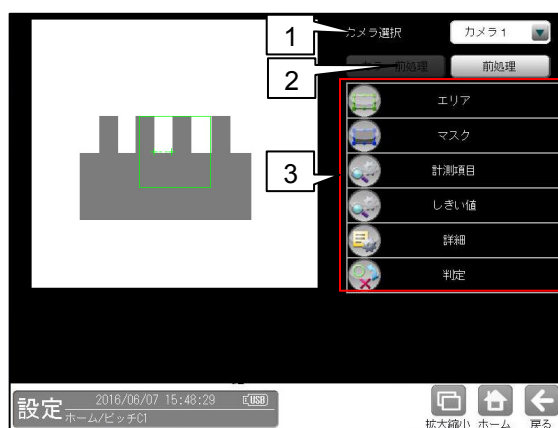 1
カメラ選択
カメラ1
2
前処理
前処理
3
エリア
マスク
計測項目
しきい値
詳細
判定
設定
2016/06/07 15:48:29
USB
ホーム/ピッチC1
拡大縮小
ホーム
戻る